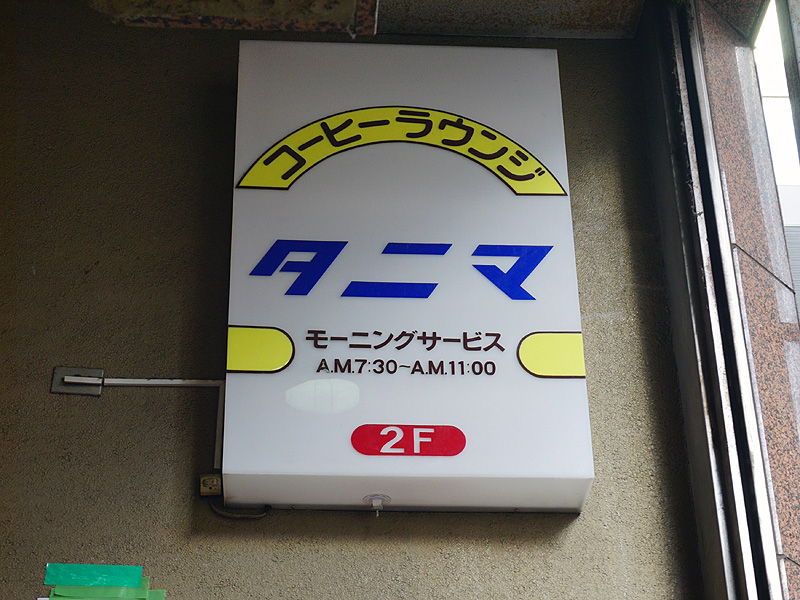 コーヒーラウンジ
タニマ
モーニングサービス
A.M.7:30~A.M.11:00
2F